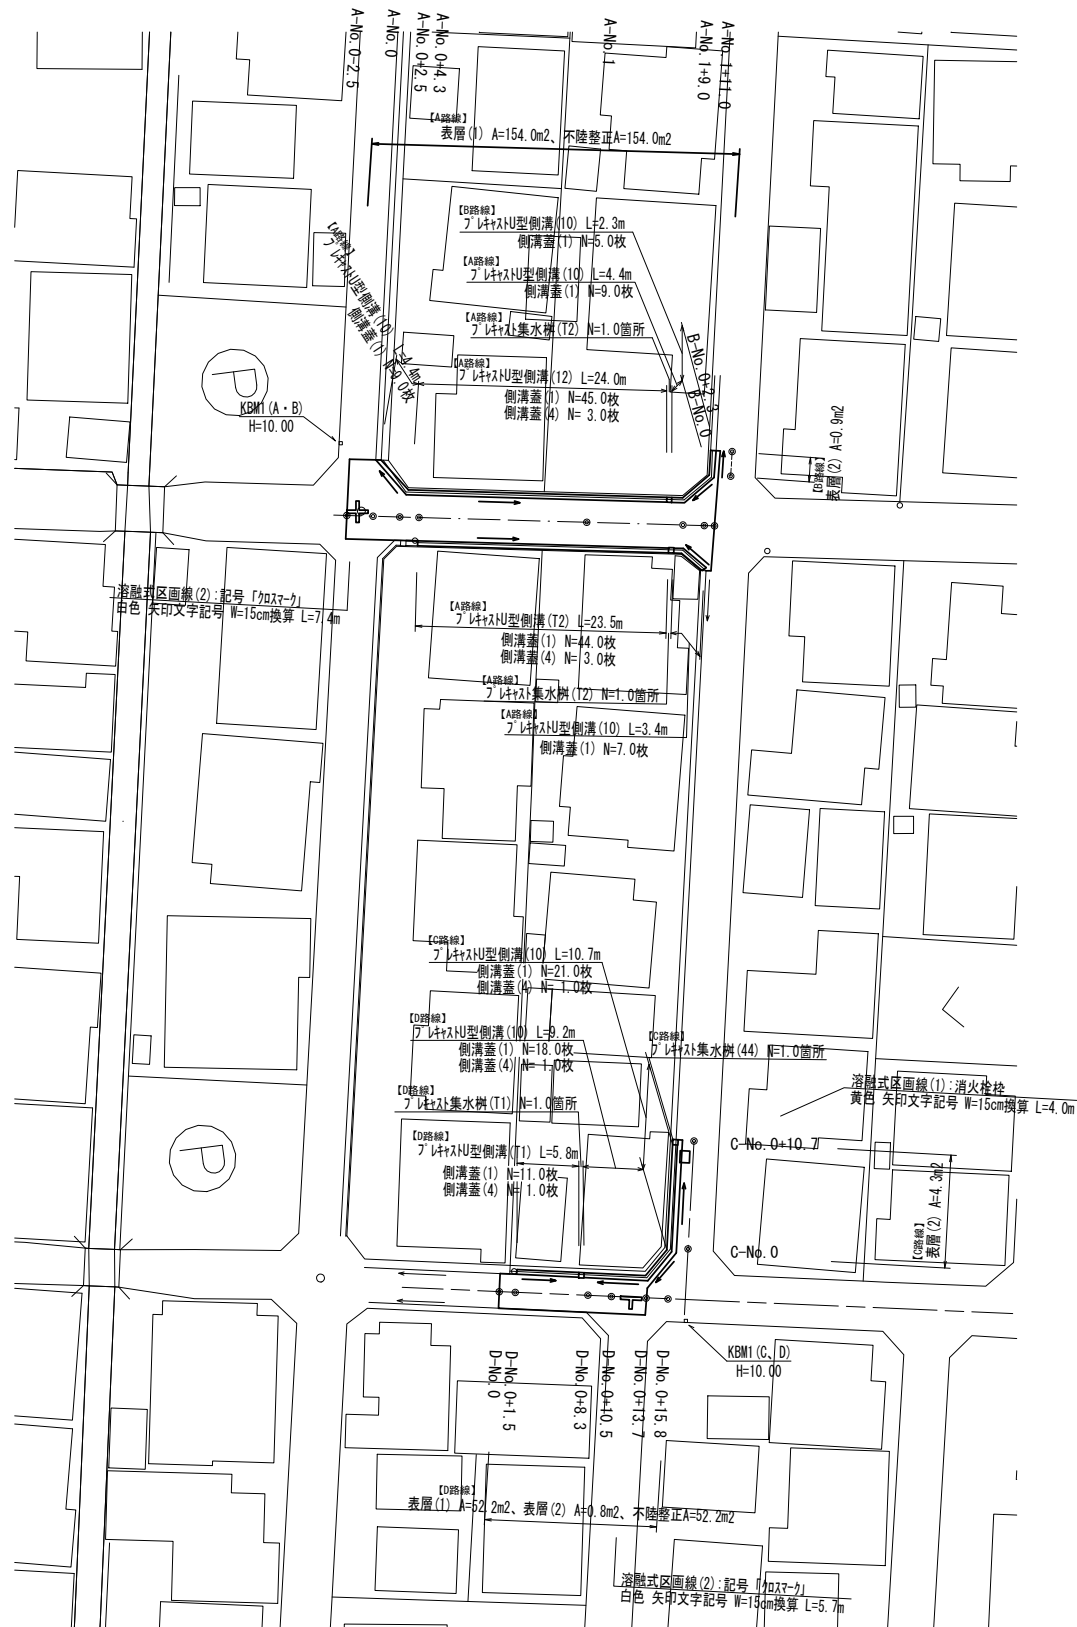 A-No.0-2.5
A-No.0
A-No.0+2.5
A-No.0+4.3
A-No.1
A-No.1+9.0
A-No.1+11.0
【A路線】
表層(1) A=154.0m2、不陸整正A=154.0m2
【B路線】
プレキャストU型側溝(10) L=2.3m
側溝蓋(1) N=5.0枚
【A路線】
プレキャストU型側溝(10) L=4.4m
側溝蓋(1) N=9.0枚
【A路線】
プレキャスト集水桝(T2) N=1.0箇所
【A路線】
プレキャストU型側溝(12) L=24.0m
側溝蓋(1) N=45.0枚
側溝蓋(4) N= 3.0枚
【A路線】
プレキャストU型側溝(10) L=4.4m
側溝蓋(1) N=9.0枚
B-No.0+2.3
B-No.0
P
KBM1(A・B)
H=10.00
【B路線】
表層(2) A=0.9m2
溶融式区画線(2):記号「クロスマーク」
白色 矢印文字記号 W=15cm換算 L=7.4m
【A路線】
プレキャストU型側溝(T2) L=23.5m
側溝蓋(1) N=44.0枚
側溝蓋(4) N= 3.0枚
【A路線】
プレキャスト集水桝(T2) N=1.0箇所
【A路線】
プレキャストU型側溝(10) L=3.4m
側溝蓋(1) N=7.0枚
【C路線】
プレキャストU型側溝(10) L=10.7m
側溝蓋(1) N=21.0枚
側溝蓋(4) N= 1.0枚
【D路線】
プレキャストU型側溝(10) L=9.2m
側溝蓋(1) N=18.0枚
側溝蓋(4) N= 1.0枚
【C路線】
プレキャスト集水桝(44) N=1.0箇所
【D路線】
プレキャスト集水桝(T1) N=1.0箇所
【D路線】
プレキャストU型側溝(T1) L=5.8m
側溝蓋(1) N=11.0枚
側溝蓋(4) N= 1.0枚
溶融式区画線(1):消火栓枠
黄色 矢印文字記号 W=15cm換算 L=4.0m
C-No.0+10.7
【C路線】
表層(2) A=4.3m2
C-No.0
P
KBM1(C、D)
H=10.00
D-No.0
D-No.0+1.5
D-No.0+8.3
D-No.0+10.5
D-No.0+13.7
D-No.0+15.8
【D路線】
表層(1) A=52.2m2、表層(2) A=0.8m2、不陸整正A=52.2m2
溶融式区画線(2):記号「クロスマーク」
白色 矢印文字記号 W=15cm換算 L=5.7m